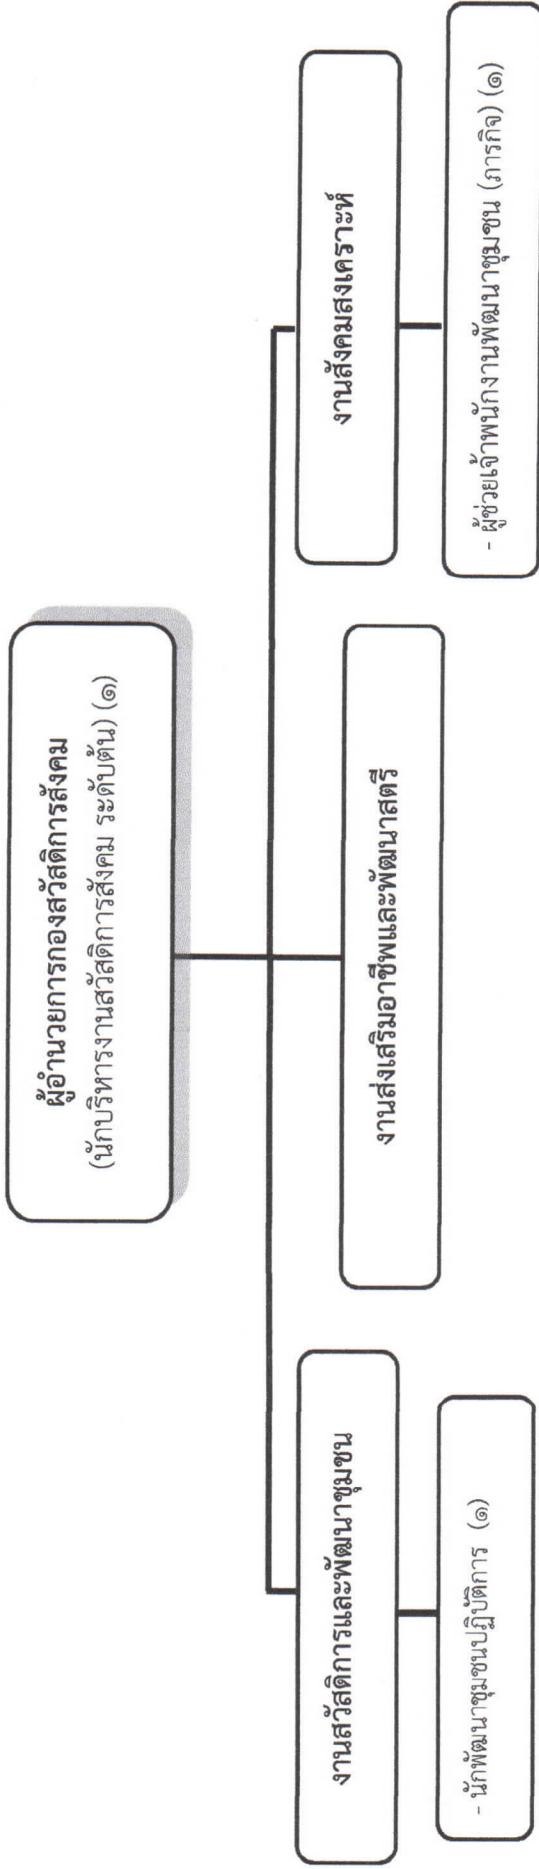 ผู้อำนวยการกองสวัสดิการสังคม
(นักบริหารงานสวัสดิการสังคม ระดับต้น) (๑)
งานสวัสดิการและพัฒนาชุมชน
- นักพัฒนาชุมชนปฏิบัติการ (๑)
งานส่งเสริมอาชีพและพัฒนาสตรี
งานสังคมสงเคราะห์
- ผู้ช่วยเจ้าพนักงานพัฒนาชุมชน (ภารกิจ) (๑)